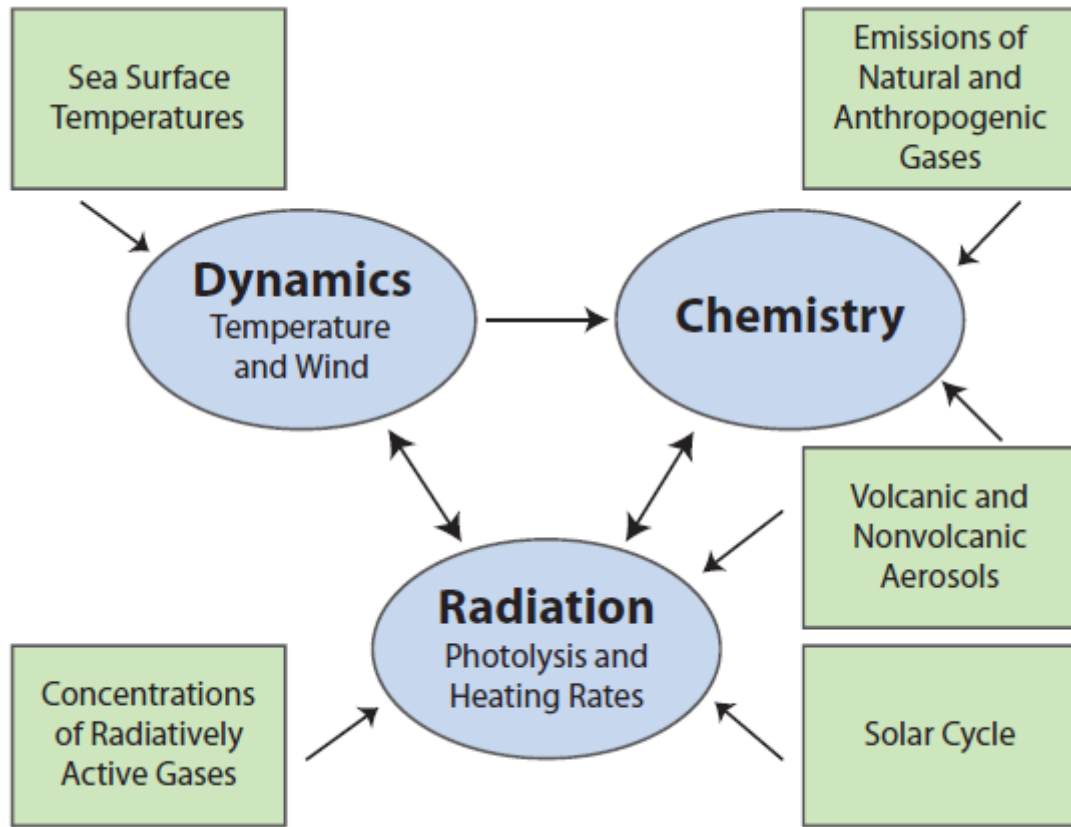 Sea Surface
Temperatures
Emissions of
Natural and
Anthropogenic
Gases
Dynamics
Temperature
and Wind
Chemistry
Volcanic and
Nonvolcanic
Aerosols
Radiation
Photolysis and
Heating Rates
Concentrations
of Radiatively
Active Gases
Solar Cycle